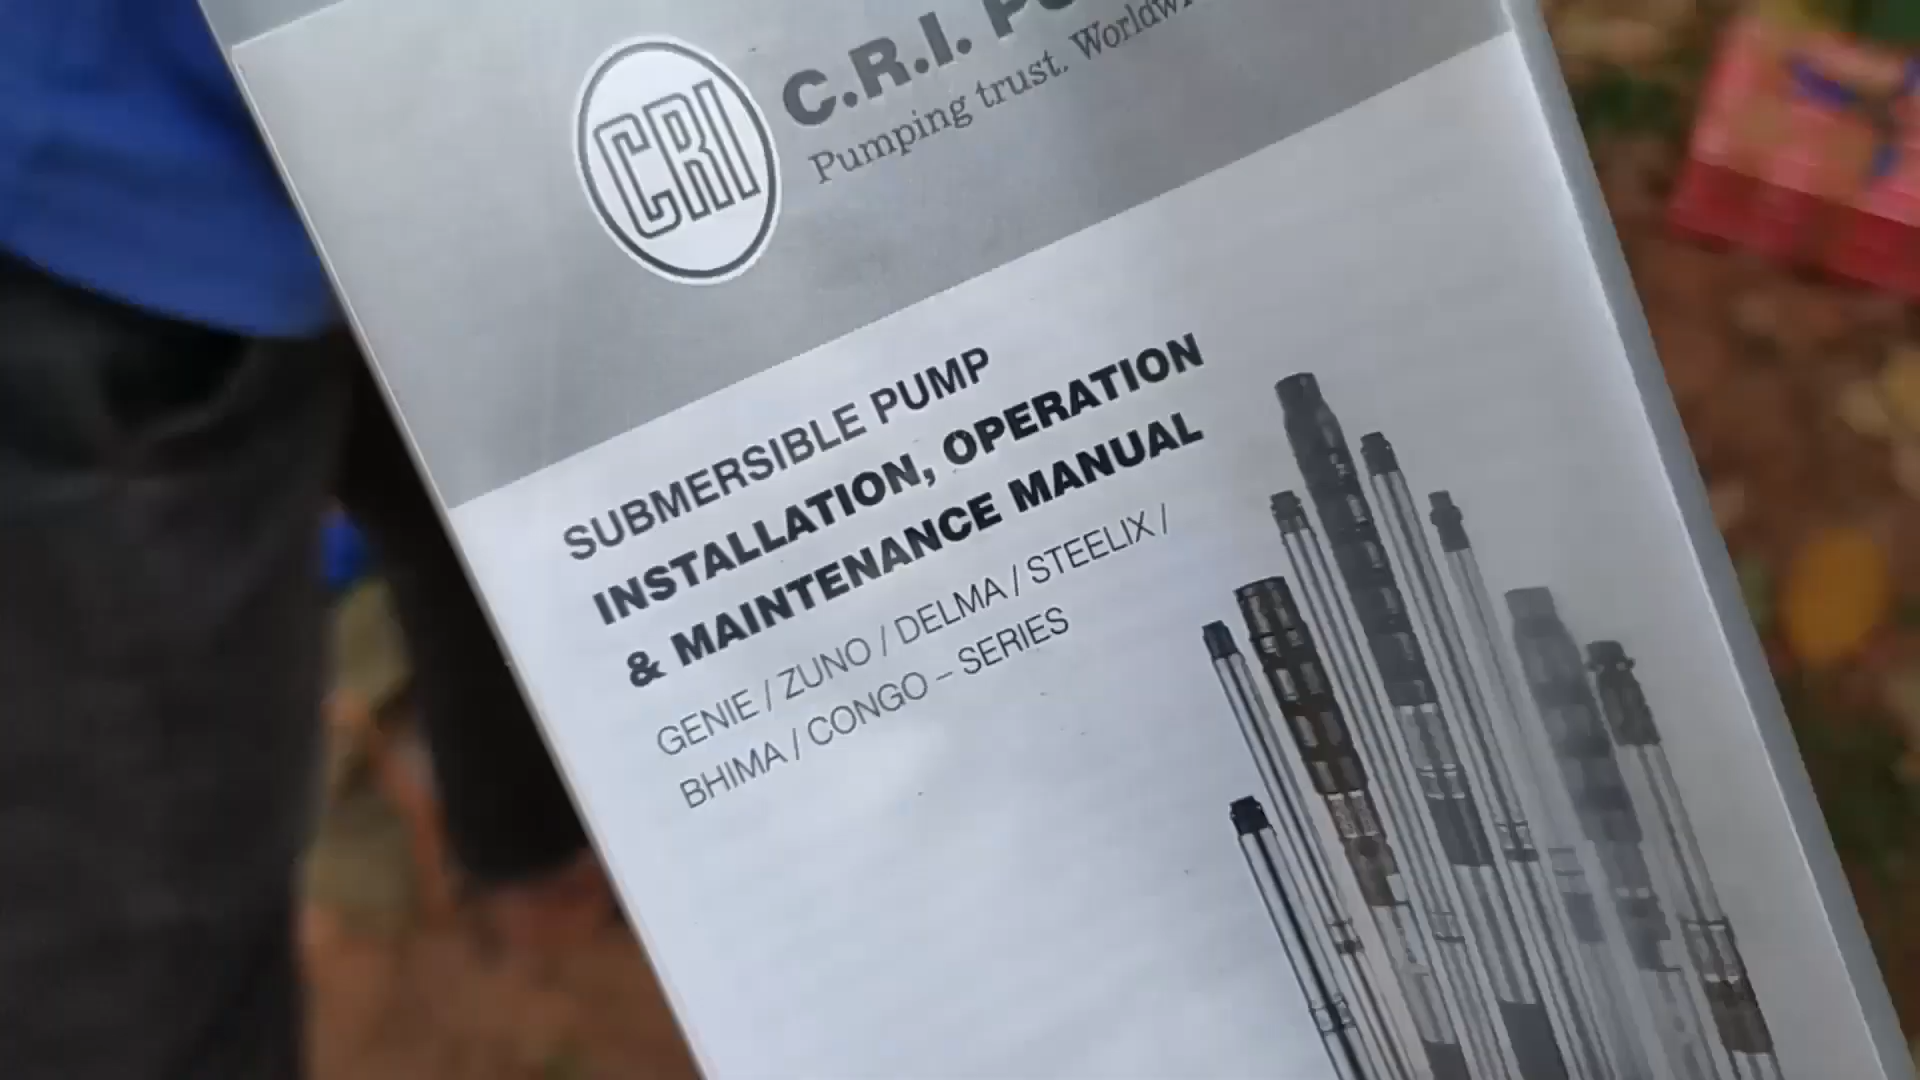 CRI
C.R.I.
Pumping trust.
SUBMERSIBLE PUMP
INSTALLATION, OPERATION
& MAINTENANCE MANUAL
GENIE / ZUNO / DELMA / STEELIX /
BHIMA / CONGO – SERIES